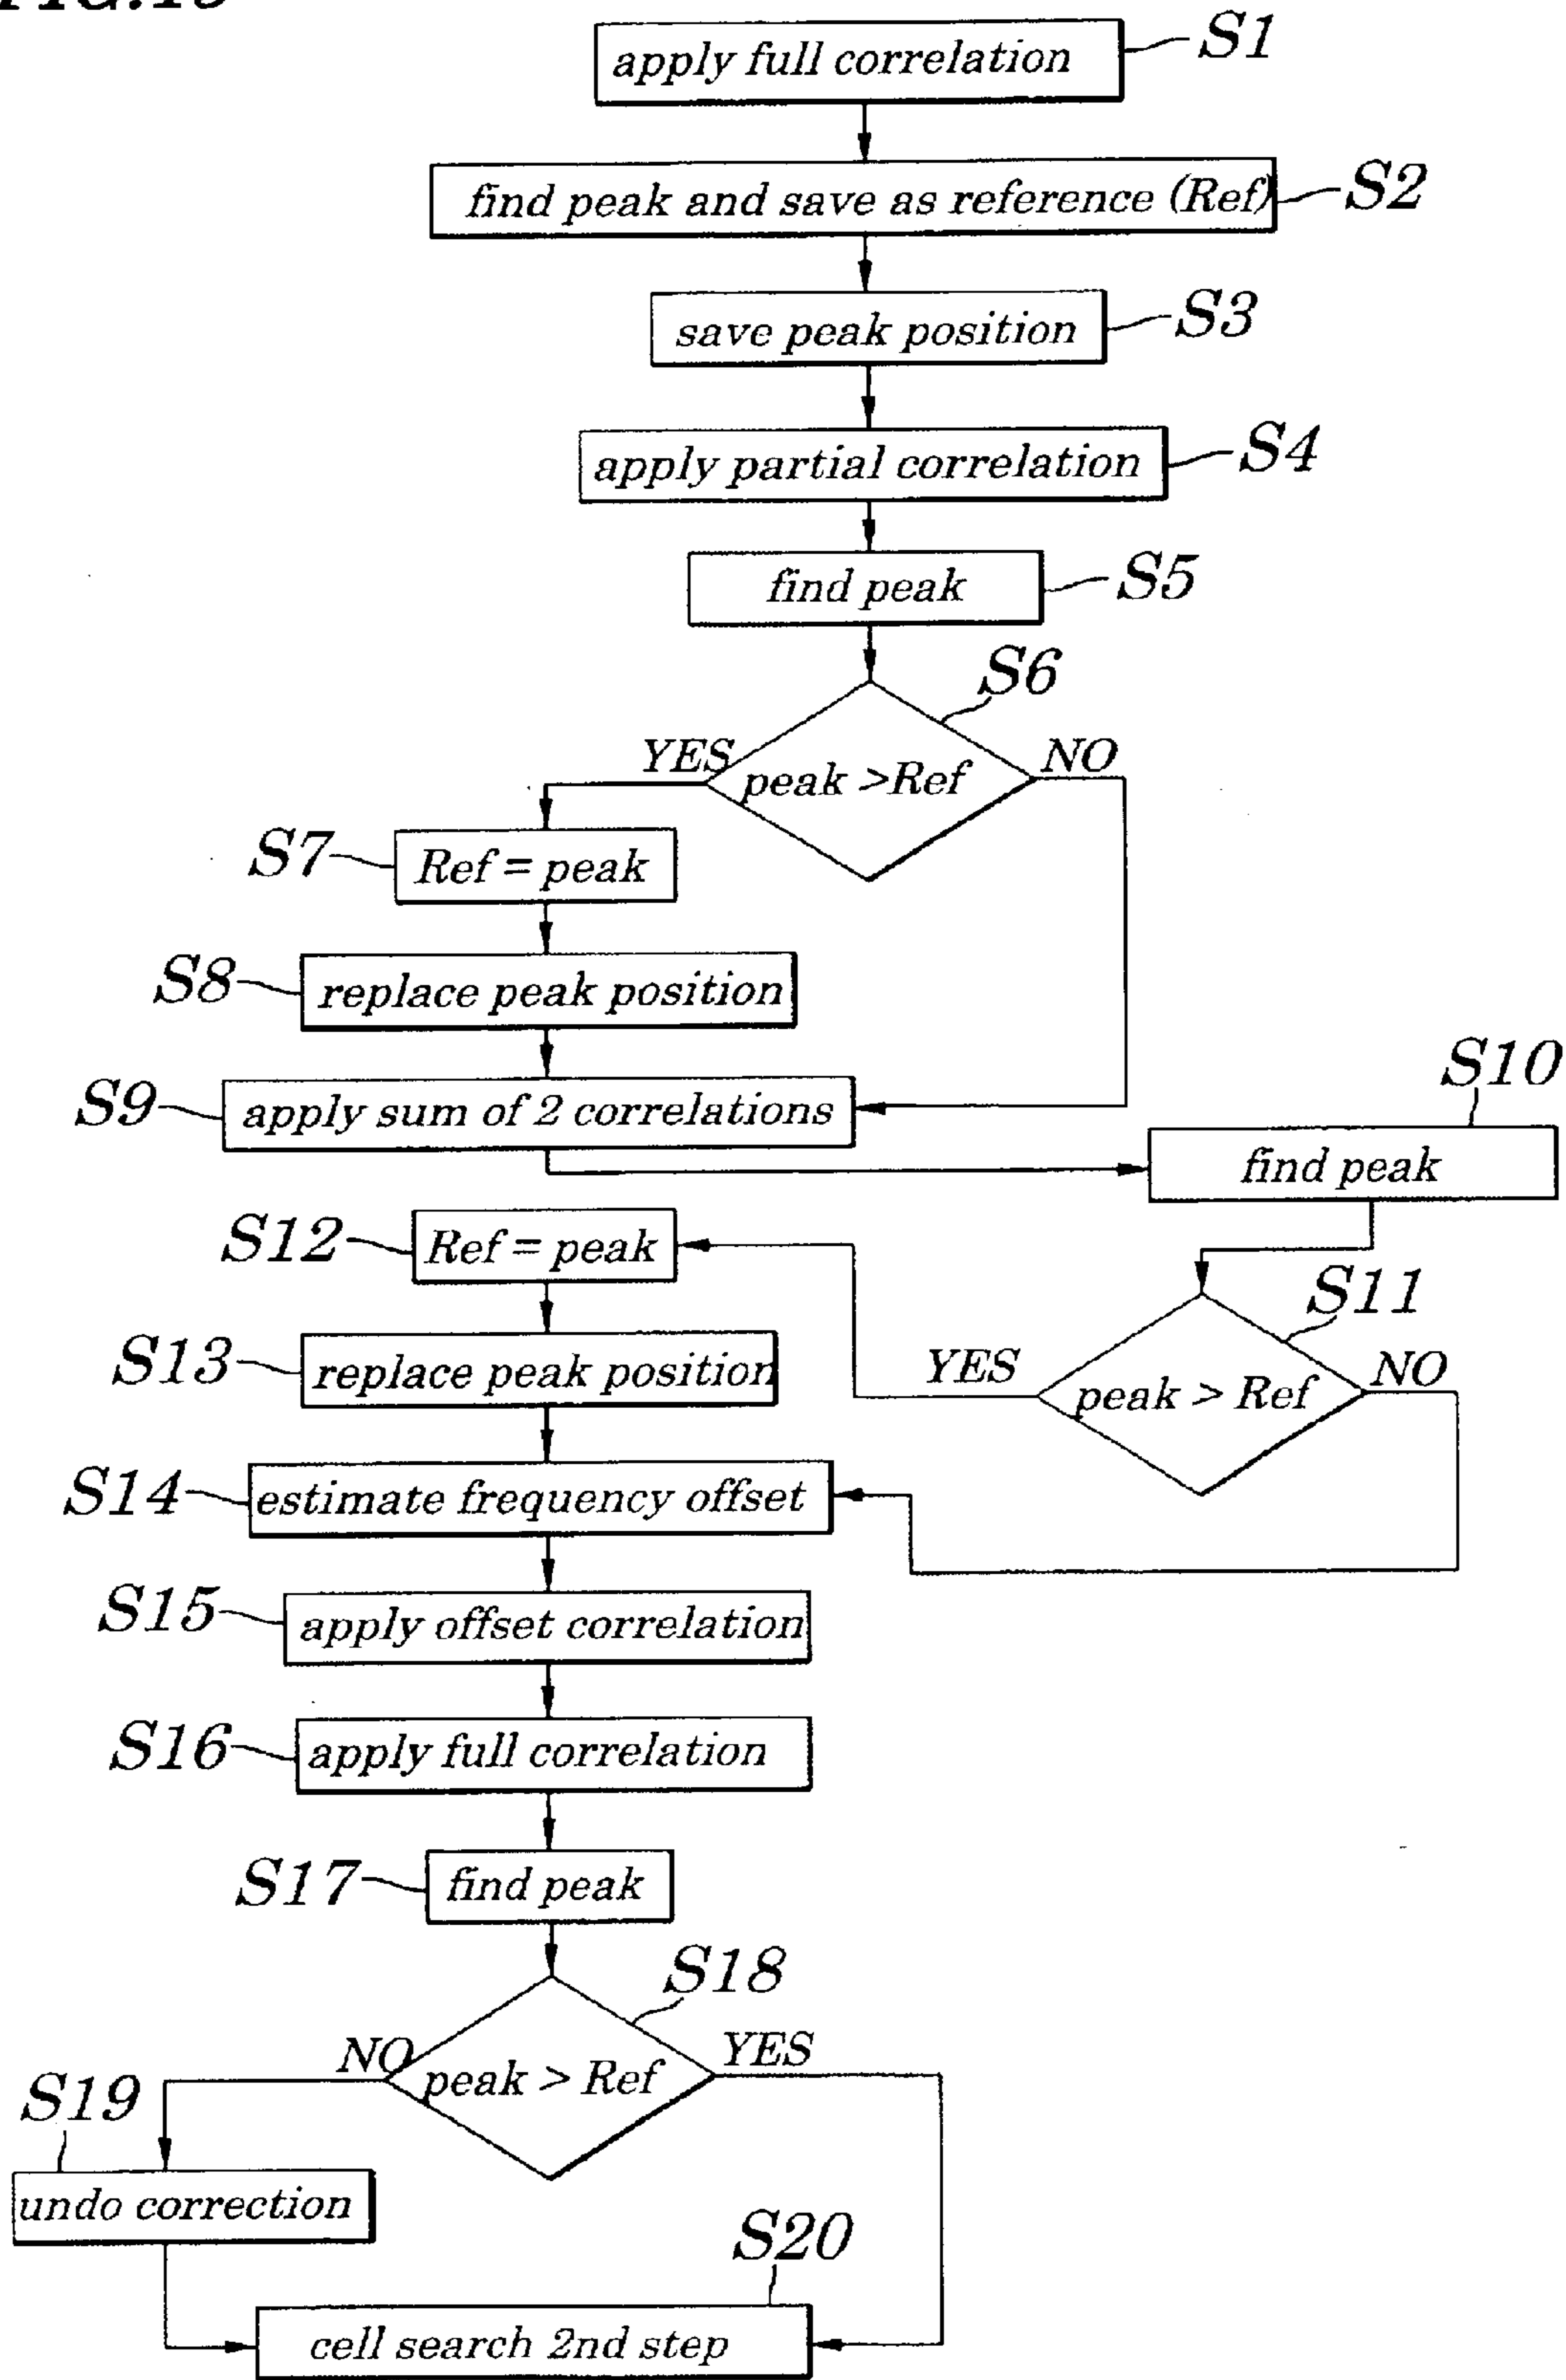 apply full correlation S1
find peak and save as reference (Ref) S2
save peak position S3
apply partial correlation S4
find peak S5
S6
YES peak >Ref NO
S7 Ref = peak
S8 replace peak position
S9 apply sum of 2 correlations
S10
find peak
S12 Ref = peak
S11
YES peak > Ref NO
S13 replace peak position
S14 estimate frequency offset
S15 apply offset correlation
S16 apply full correlation
S17 find peak
S18
NO peak > Ref YES
S19
undo correction
S20
cell search 2nd step